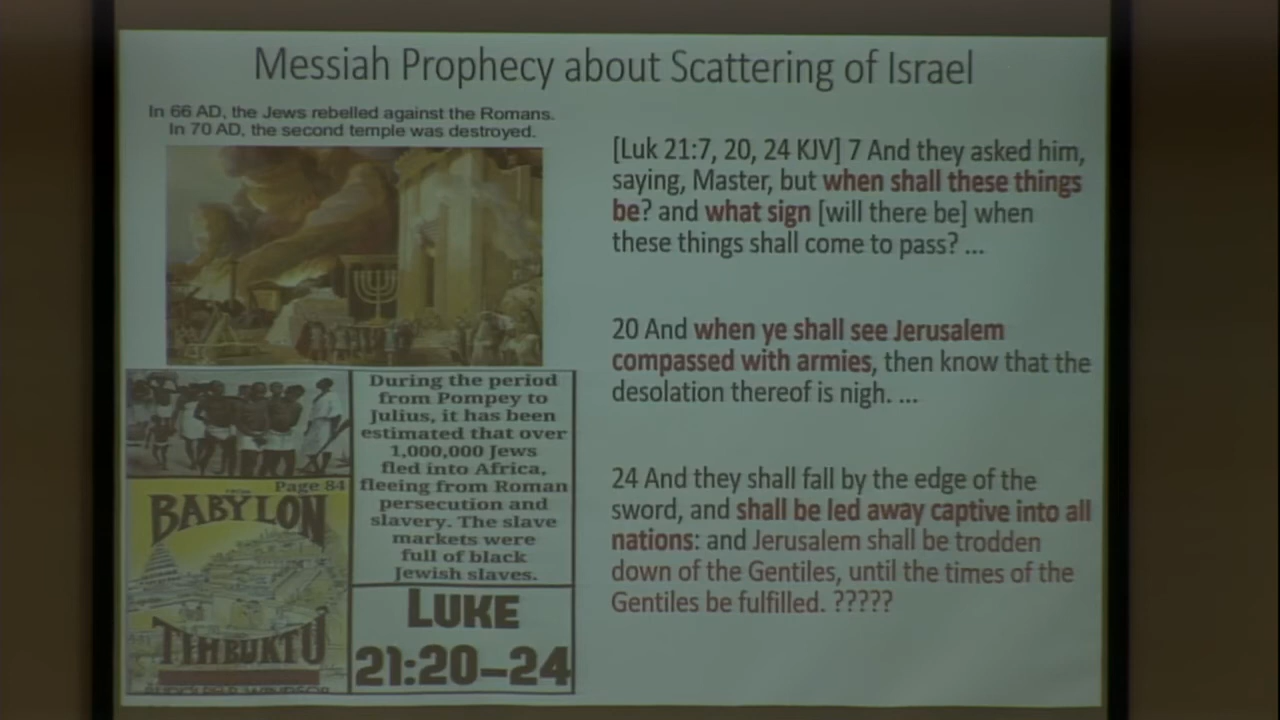 Messiah Prophecy about Scattering of Israel
In 66 AD, the Jews rebelled against the Romans.
In 70 AD, the second temple was destroyed.
Page 84
BABYLON
TIMBUKTU
During the period
from Pompey to
Julius, it has been
estimated that over
1,000,000 Jews
fled into Africa,
fleeing from Roman
persecution and
slavery. The slave
markets were
full of black
Jewish slaves.
LUKE
21:20-24
[Luk 21:7, 20, 24 KJV] 7 And they asked him,
saying, Master, but when shall these things
be? and what sign [will there be] when
these things shall come to pass? ...
20 And when ye shall see Jerusalem
compassed with armies, then know that the
desolation thereof is nigh. ...
24 And they shall fall by the edge of the
sword, and shall be led away captive into all
nations: and Jerusalem shall be trodden
down of the Gentiles, until the times of the
Gentiles be fulfilled. ?????